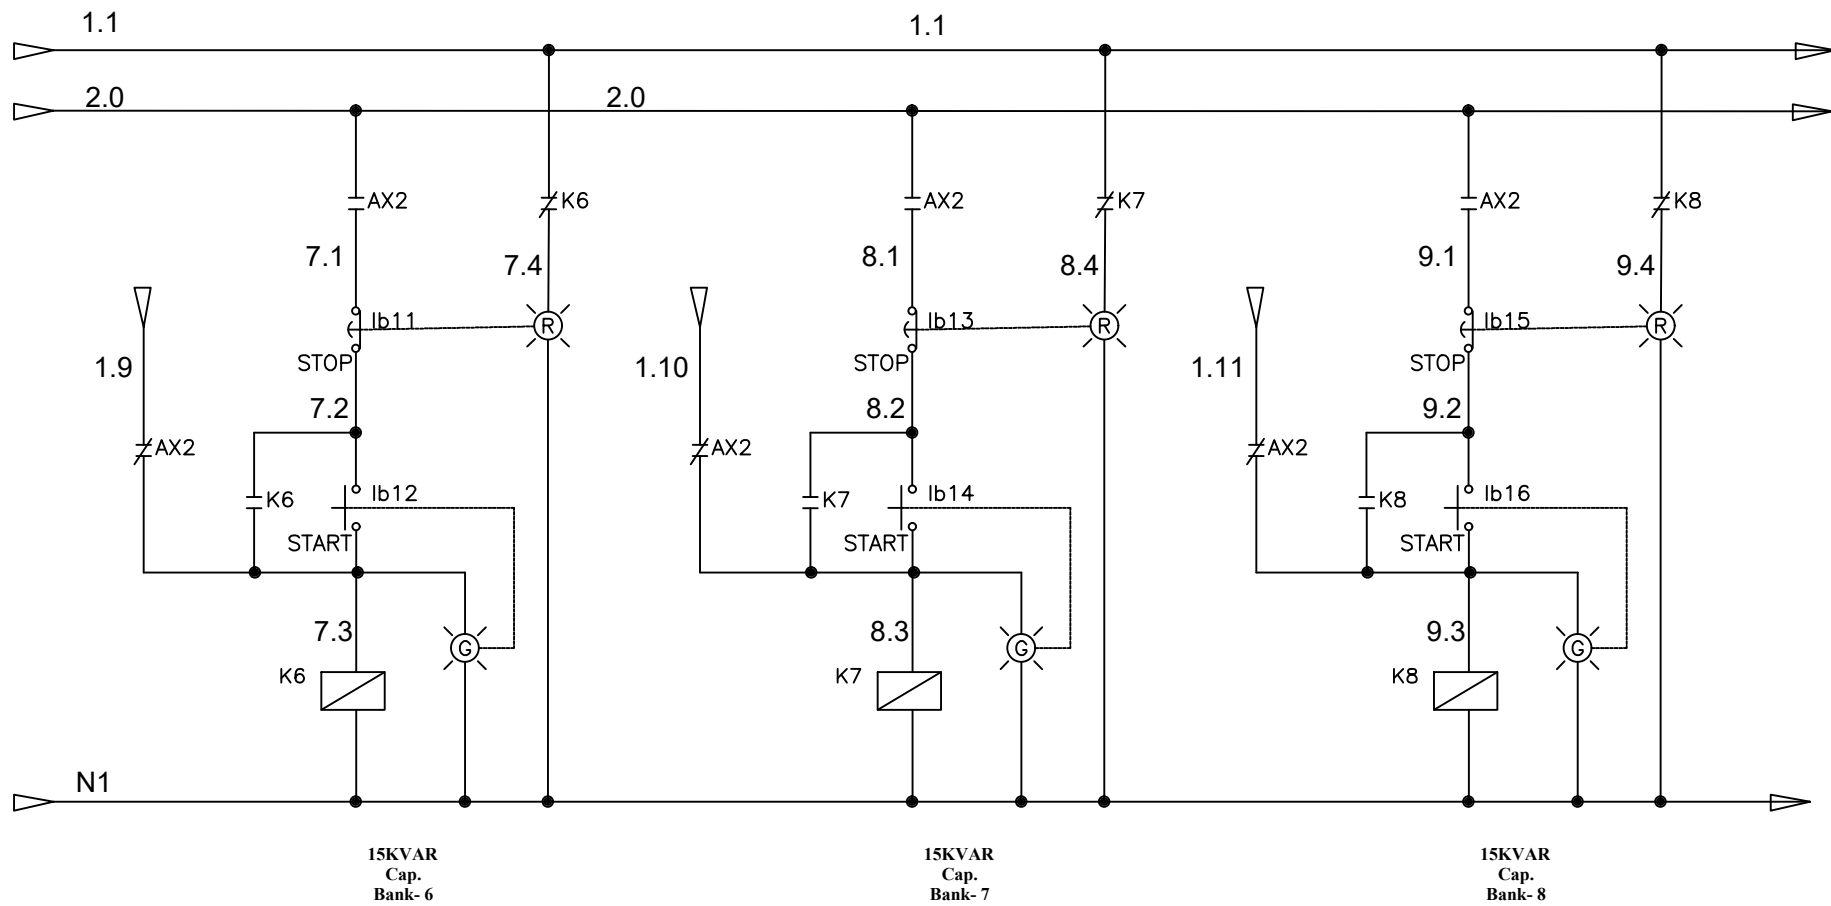 1.1 1.1
2.0 2.0
AX2 K6 AX2 K7 AX2 K8
7.1 7.4 8.1 8.4 9.1 9.4
Ib11 R Ib13 R Ib15 R
STOP STOP STOP
1.9 1.10 1.11
7.2 8.2 9.2
AX2 AX2 AX2
K6 Ib12 K7 Ib14 K8 Ib16
START START START
7.3 G 8.3 G 9.3 G
K6 K7 K8
N1
15KVAR 15KVAR 15KVAR
Cap. Cap. Cap.
Bank- 6 Bank- 7 Bank- 8